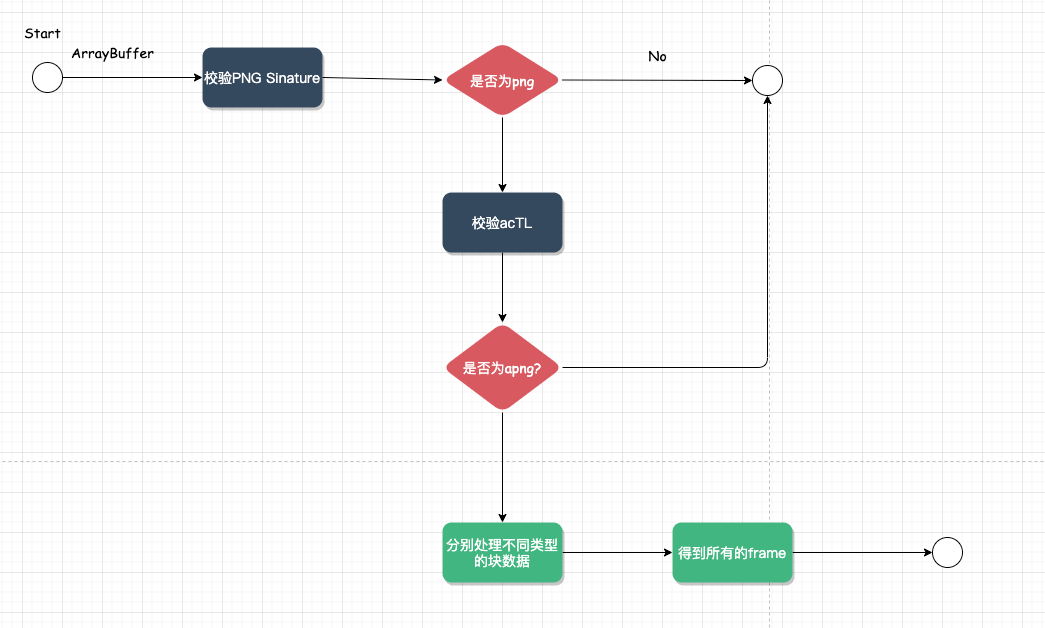 Start
ArrayBuffer
校验PNG Sinature
是否为png
No
校验acTL
是否为apng?
分别处理不同类型
的块数据
得到所有的frame